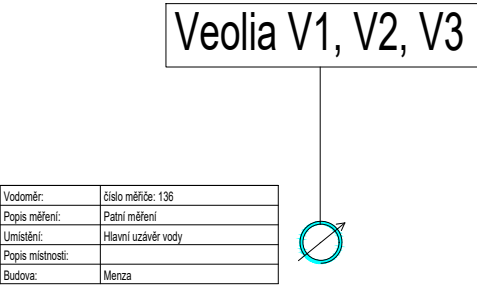 Veolia V1, V2, V3
Vodoměr: číslo měřiče: 136
Popis měření: Patní měření
Umístění: Hlavní uzávěr vody
Popis místnosti:
Budova: Menza